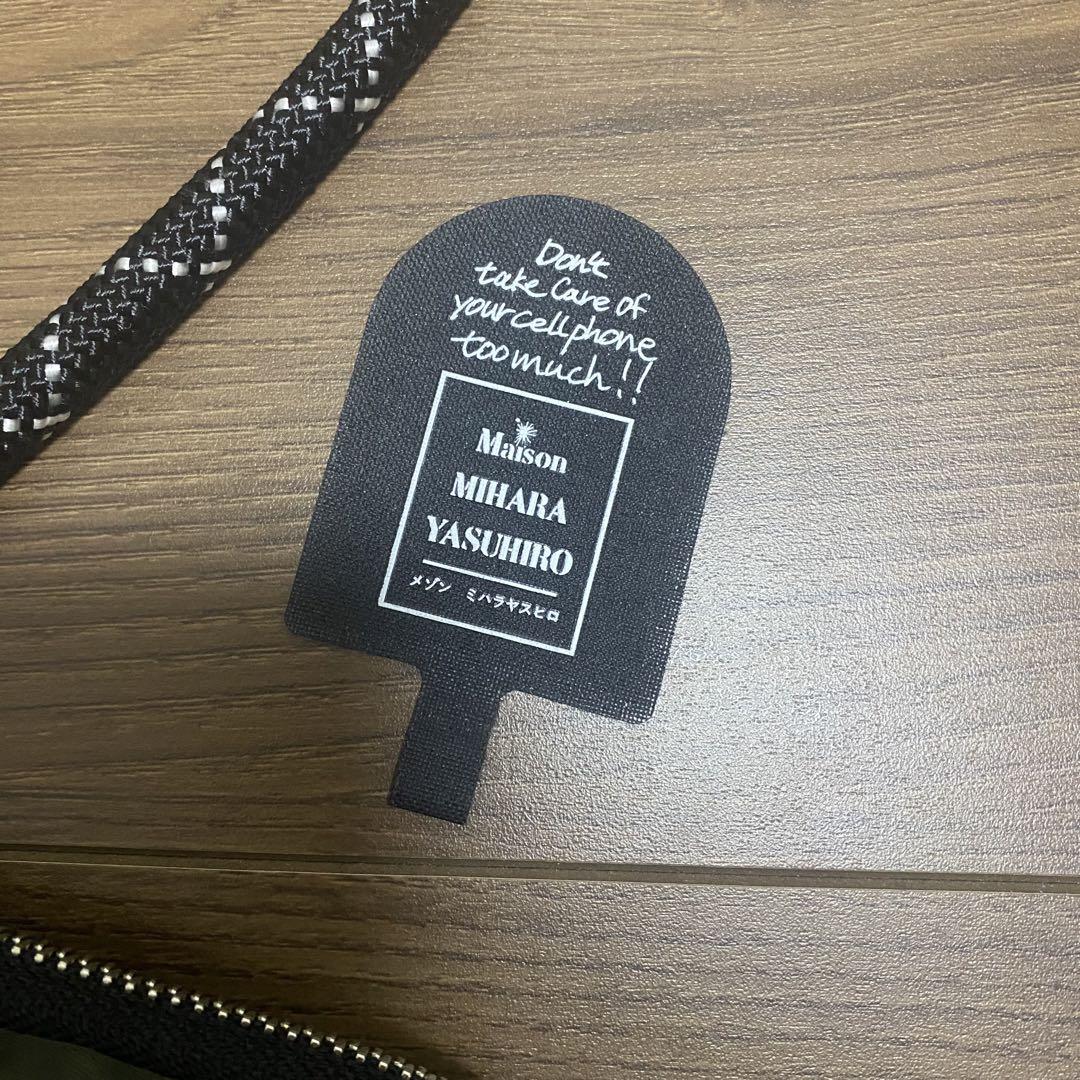 Don't
take care of
your cellphone
too much!!
Maison
MIHARA
YASUHIRO
メゾン ミハラヤスヒロ